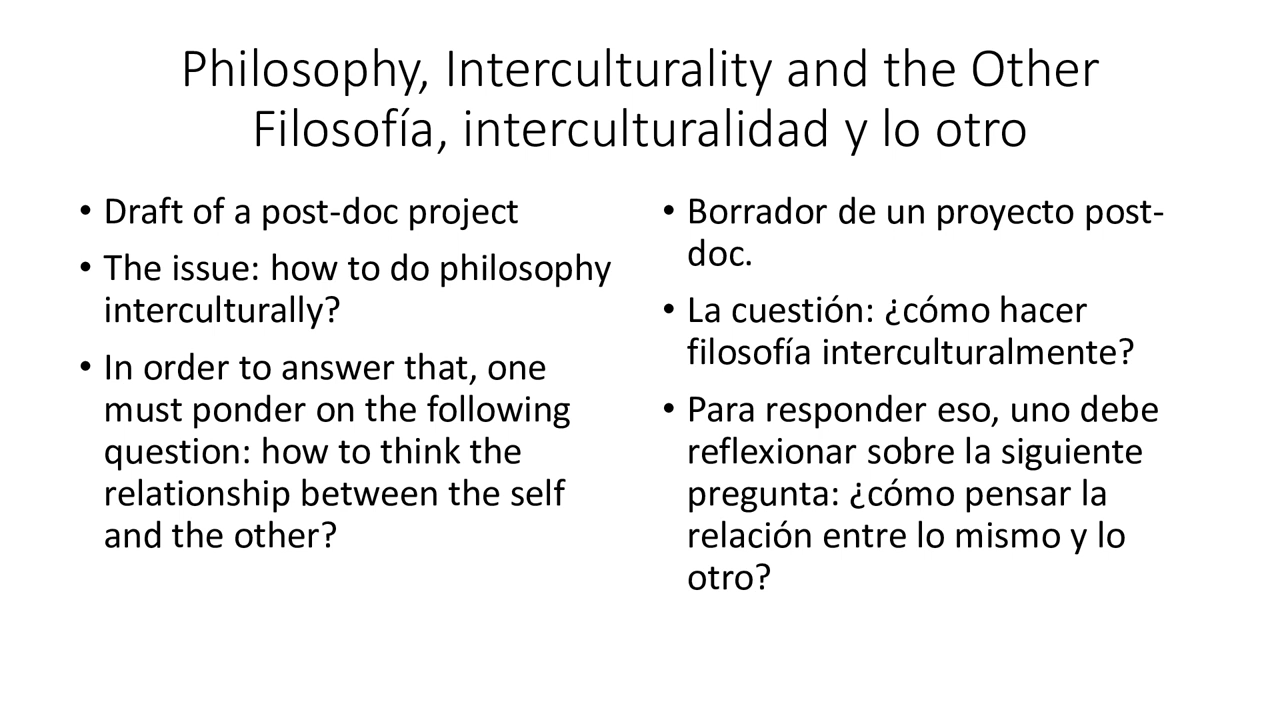 Philosophy, Interculturality and the Other
Filosofía, interculturalidad y lo otro
• Draft of a post-doc project
• The issue: how to do philosophy
interculturally?
• In order to answer that, one
must ponder on the following
question: how to think the
relationship between the self
and the other?
• Borrador de un proyecto post-
doc.
• La cuestión: ¿cómo hacer
filosofía interculturalmente?
• Para responder eso, uno debe
reflexionar sobre la siguiente
pregunta: ¿cómo pensar la
relación entre lo mismo y lo
otro?